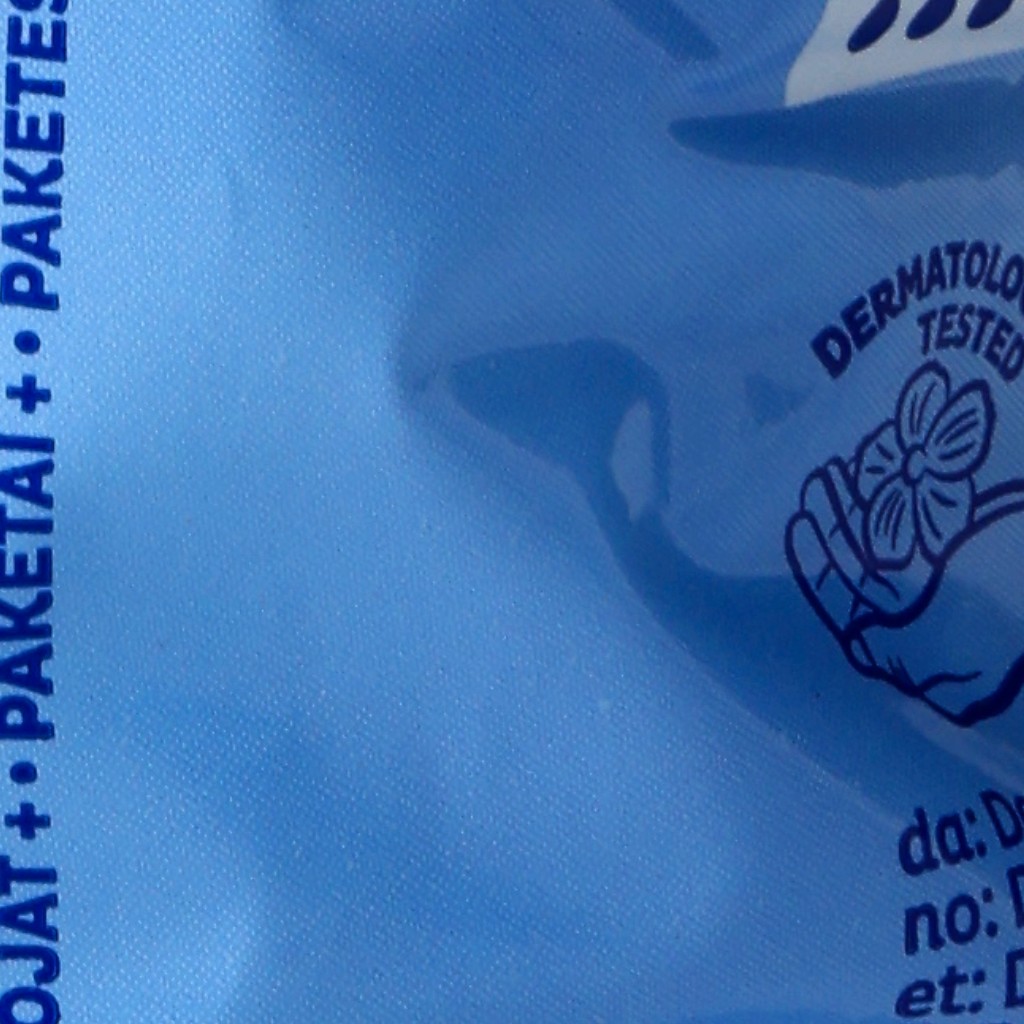 OJAT + • PAKETAI + • PAKETES
DERMATOLO
TESTED
da: D
no: D
et: D